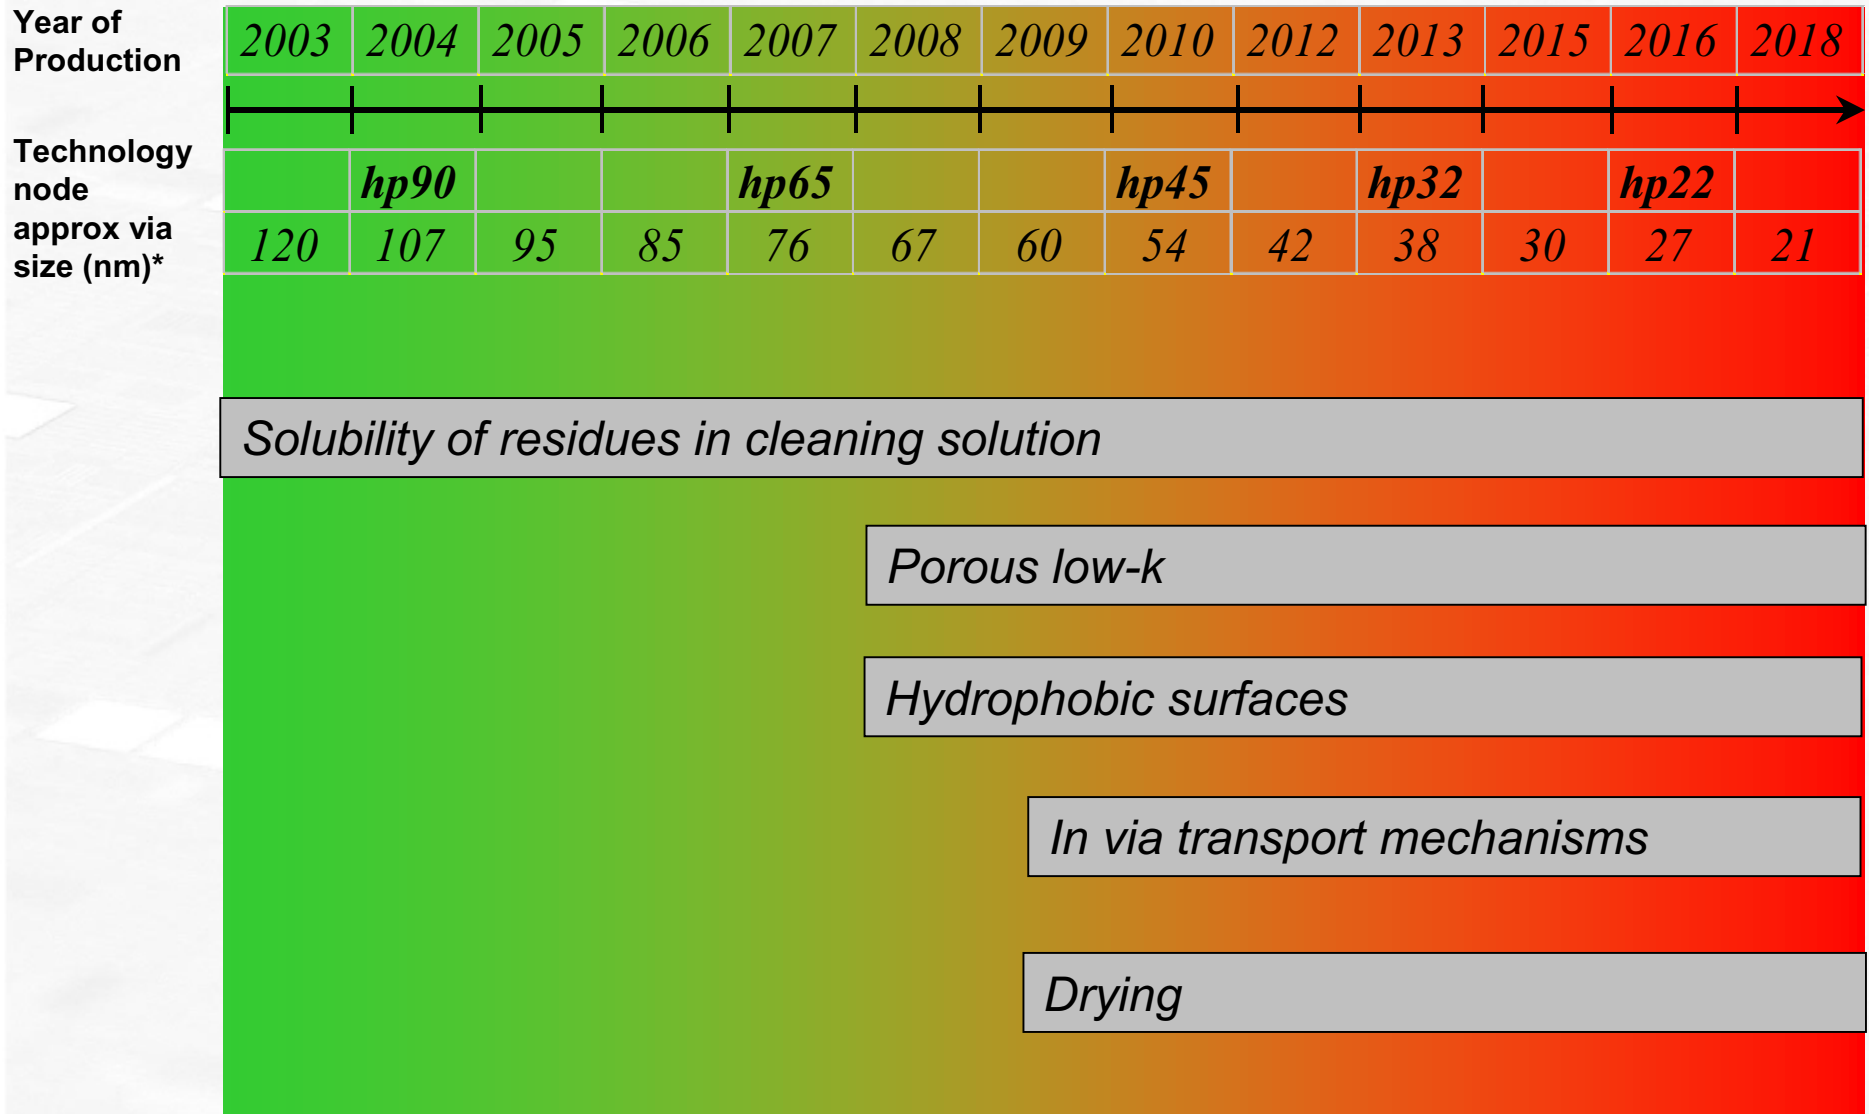 Year of
Production
2003 2004 2005 2006 2007 2008 2009 2010 2012 2013 2015 2016 2018
Technology
node
approx via
size (nm)*
hp90 hp65 hp45 hp32 hp22
120 107 95 85 76 67 60 54 42 38 30 27 21
Solubility of residues in cleaning solution
Porous low-k
Hydrophobic surfaces
In via transport mechanisms
Drying